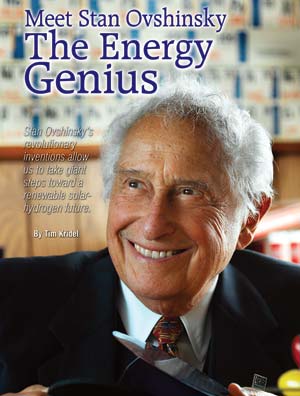 Meet Stan Ovshinsky
The Energy
Genius
Stan Ovshinsky's
revolutionary
inventions allow
us to take giant
steps toward a
renewable solar-
hydrogen future.
By Tim Kridel